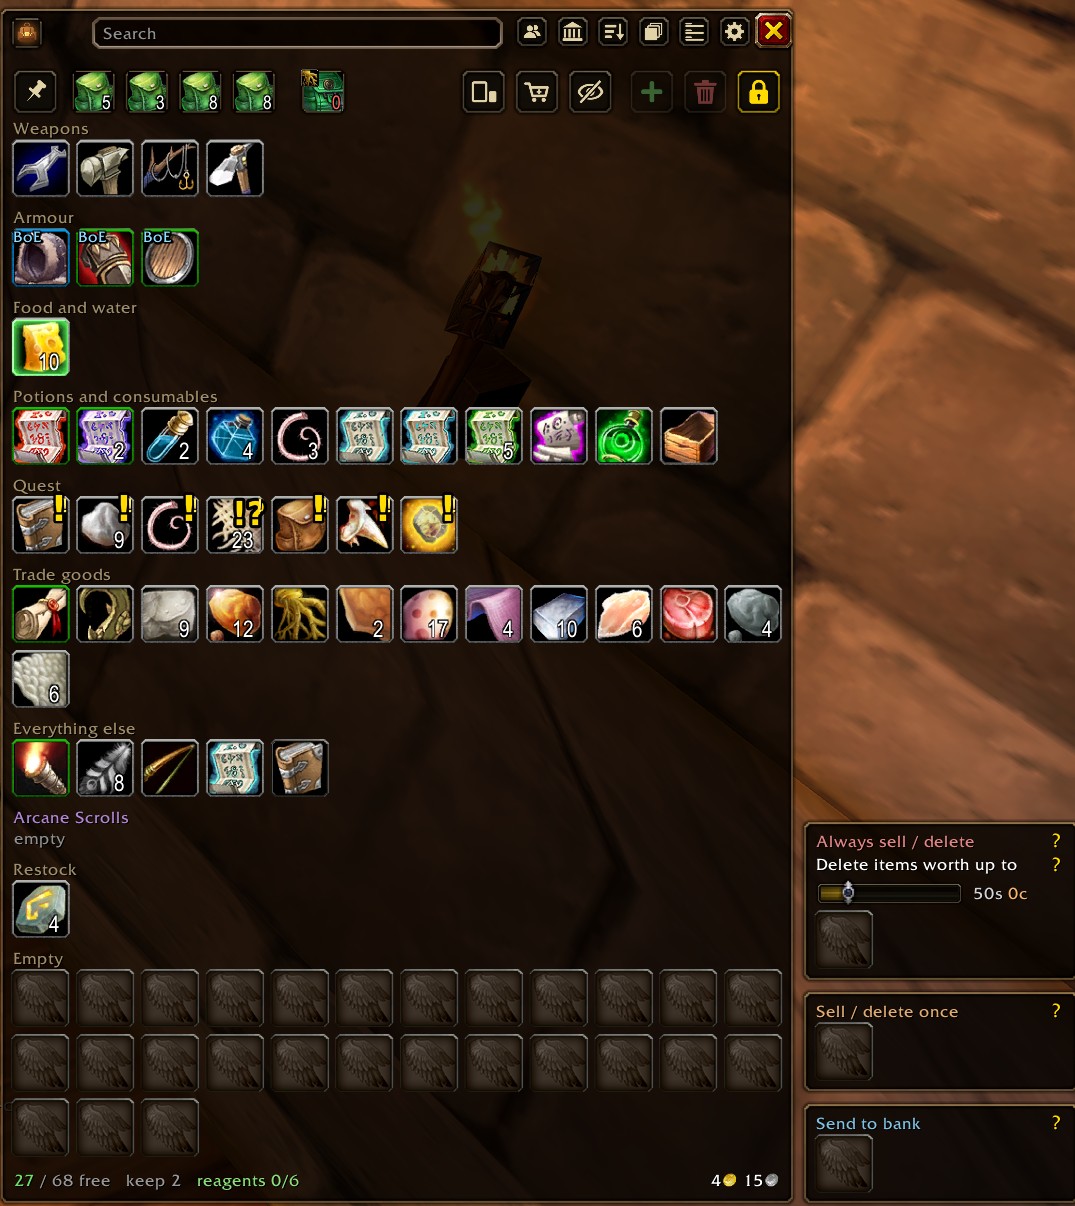 Search
5 3 8 8 0
Weapons
Armour
BoE BoE BoE
Food and water
10
Potions and consumables
2 2 4 3 5
Quest
! ! 9 ! !? 23 ! ! !
Trade goods
9 12 2 17 4 10 6 4
6
Everything else
8
Arcane Scrolls
empty
Restock
4
Empty
27 / 68 free keep 2 reagents 0/6 4 15
Always sell / delete ?
Delete items worth up to ?
50s 0c
Sell / delete once ?
Send to bank ?